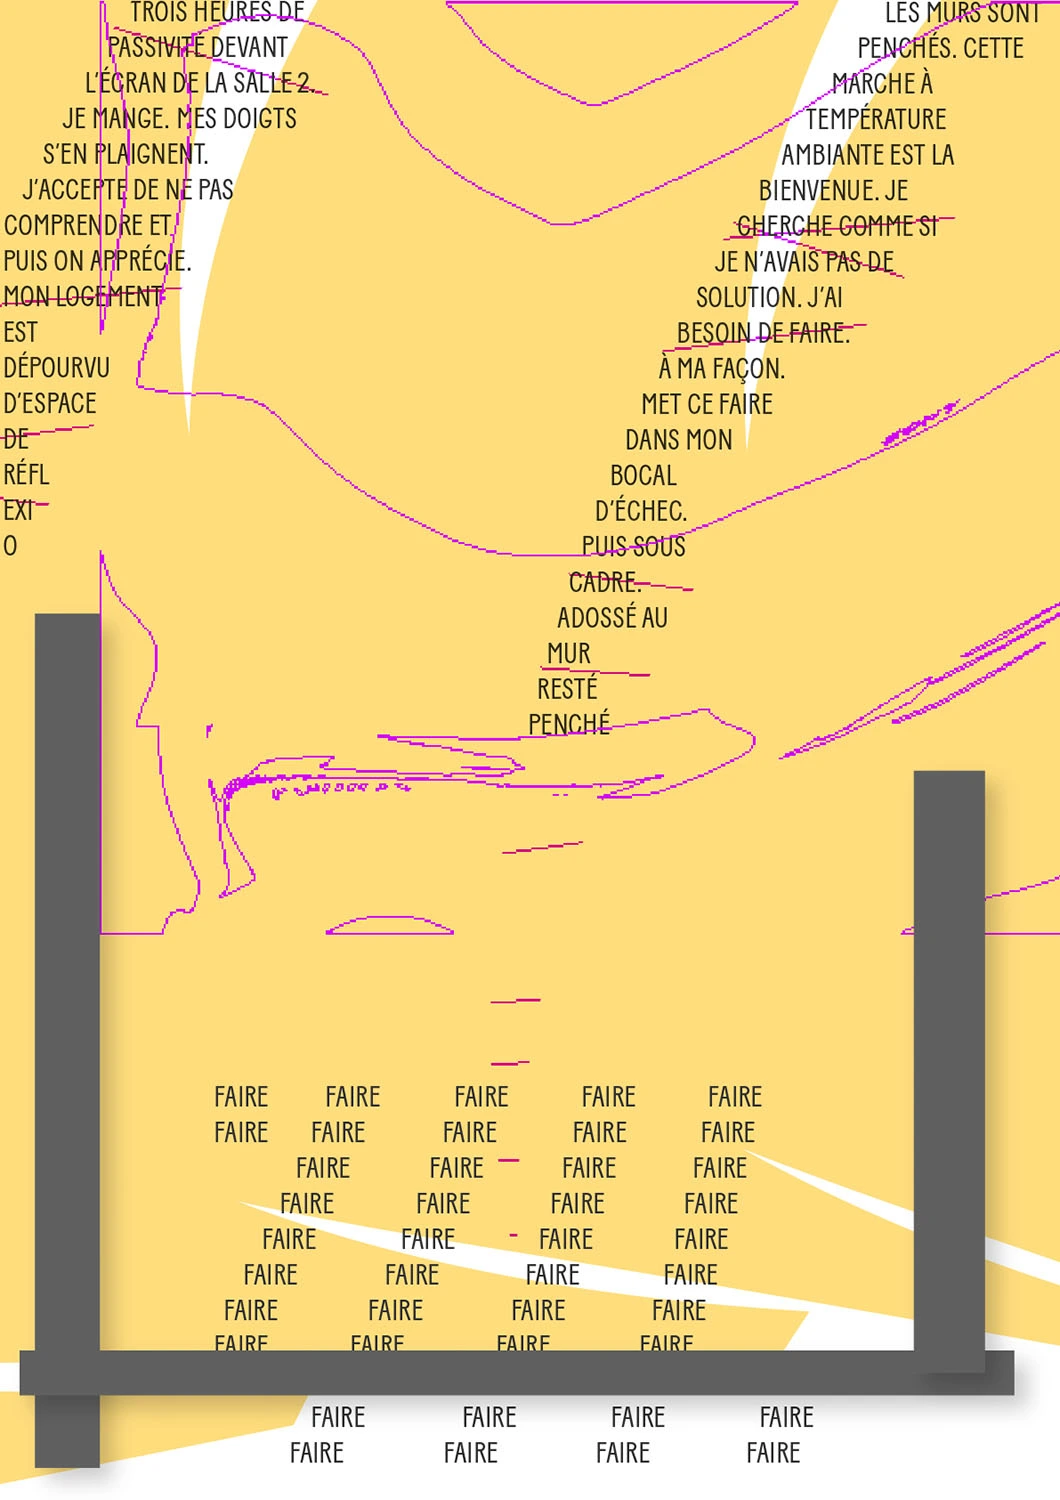 TROIS HEURES DE
PASSIVITÉ DEVANT
L'ÉCRAN DE LA SALLE 2.
JE MANGE. MES DOIGTS
S'EN PLAIGNENT.
J'ACCEPTE DE NE PAS
COMPRENDRE ET
PUIS ON APPRÉCIE.
MON LOGEMENT
EST
DÉPOURVU
D'ESPACE
DE
RÉFL
EXI
O
LES MURS SONT
PENCHÉS. CETTE
MARCHE À
TEMPÉRATURE
AMBIANTE EST LA
BIENVENUE. JE
CHERCHE COMME SI
JE N'AVAIS PAS DE
SOLUTION. J'AI
BESOIN DE FAIRE.
À MA FAÇON.
MET CE FAIRE
DANS MON
BOCAL
D'ÉCHEC.
PUIS SOUS
CADRE.
ADOSSÉ AU
MUR
RESTÉ
PENCHÉ
FAIRE FAIRE FAIRE FAIRE FAIRE
FAIRE FAIRE FAIRE FAIRE FAIRE
FAIRE FAIRE FAIRE FAIRE
FAIRE FAIRE FAIRE FAIRE
FAIRE FAIRE FAIRE FAIRE
FAIRE FAIRE FAIRE FAIRE
FAIRE FAIRE FAIRE FAIRE
FAIRE FAIRE FAIRE FAIRE
FAIRE FAIRE FAIRE FAIRE
FAIRE FAIRE FAIRE FAIRE